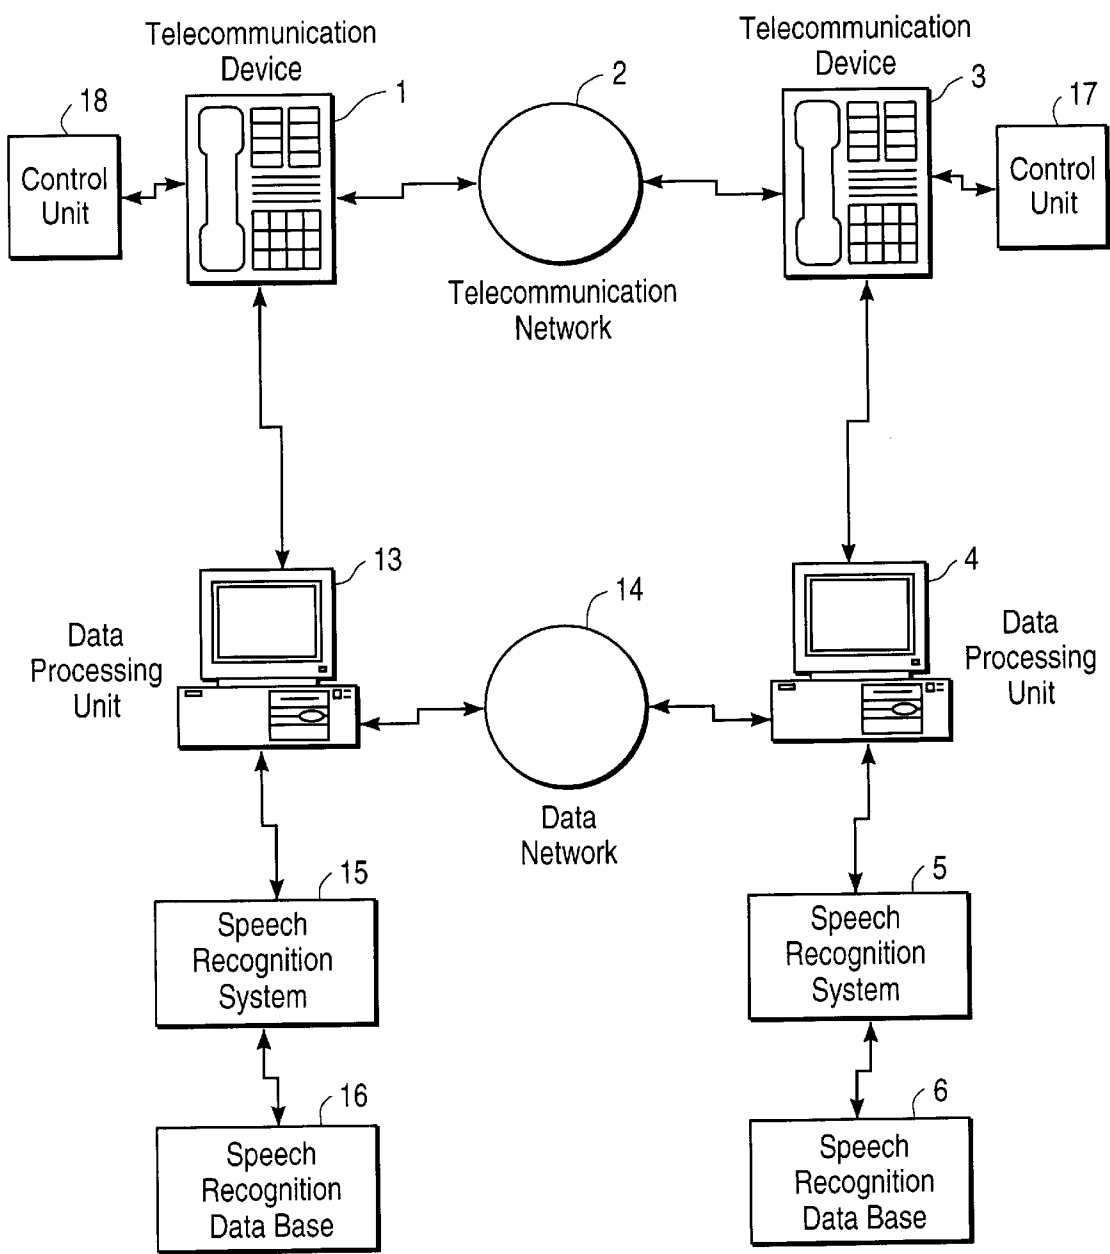 Telecommunication
Device
Telecommunication
Device
18
1
2
3
17
Control
Unit
Control
Unit
Telecommunication
Network
13
14
4
Data
Processing
Unit
Data
Processing
Unit
Data
Network
15
5
Speech
Recognition
System
Speech
Recognition
System
16
6
Speech
Recognition
Data Base
Speech
Recognition
Data Base